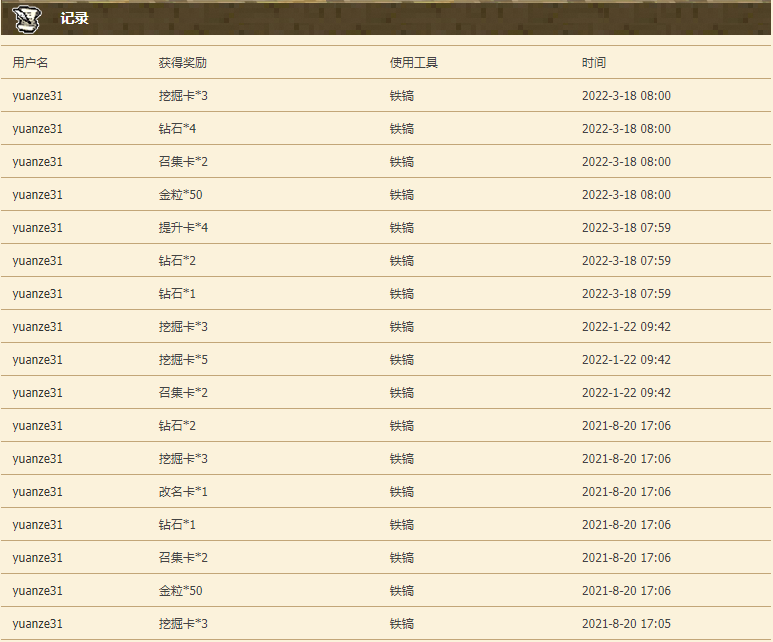 记录
用户名 获得奖励 使用工具 时间
yuanze31 挖掘卡*3 铁镐 2022-3-18 08:00
yuanze31 钻石*4 铁镐 2022-3-18 08:00
yuanze31 召集卡*2 铁镐 2022-3-18 08:00
yuanze31 金粒*50 铁镐 2022-3-18 08:00
yuanze31 提升卡*4 铁镐 2022-3-18 07:59
yuanze31 钻石*2 铁镐 2022-3-18 07:59
yuanze31 钻石*1 铁镐 2022-3-18 07:59
yuanze31 挖掘卡*3 铁镐 2022-1-22 09:42
yuanze31 挖掘卡*5 铁镐 2022-1-22 09:42
yuanze31 召集卡*2 铁镐 2022-1-22 09:42
yuanze31 钻石*2 铁镐 2021-8-20 17:06
yuanze31 挖掘卡*3 铁镐 2021-8-20 17:06
yuanze31 改名卡*1 铁镐 2021-8-20 17:06
yuanze31 钻石*1 铁镐 2021-8-20 17:06
yuanze31 召集卡*2 铁镐 2021-8-20 17:06
yuanze31 金粒*50 铁镐 2021-8-20 17:06
yuanze31 挖掘卡*3 铁镐 2021-8-20 17:05